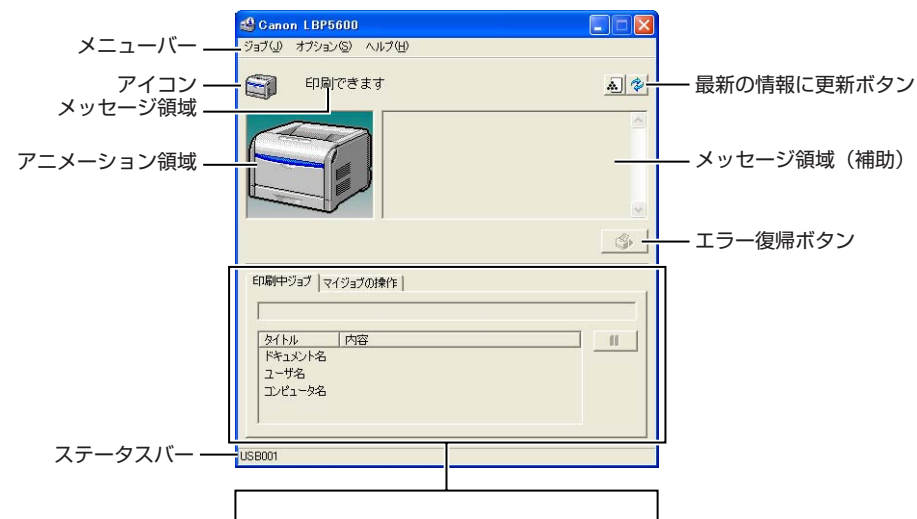 Canon LBP5600
メニューバー
ジョブ(J) オプション(S) ヘルプ(H)
アイコン
印刷できます
最新の情報に更新ボタン
メッセージ領域
アニメーション領域
メッセージ領域（補助）
エラー復帰ボタン
印刷中ジョブ マイジョブの操作
タイトル 内容
ドキュメント名
ユーザ名
コンピュータ名
ステータスバー
USB001